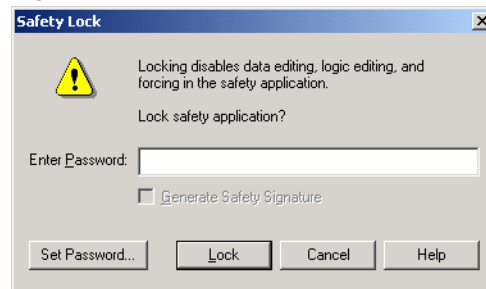 Safety Lock
Locking disables data editing, logic editing, and
forcing in the safety application.
Lock safety application?
Enter Password:
Generate Safety Signature
Set Password...
Lock
Cancel
Help